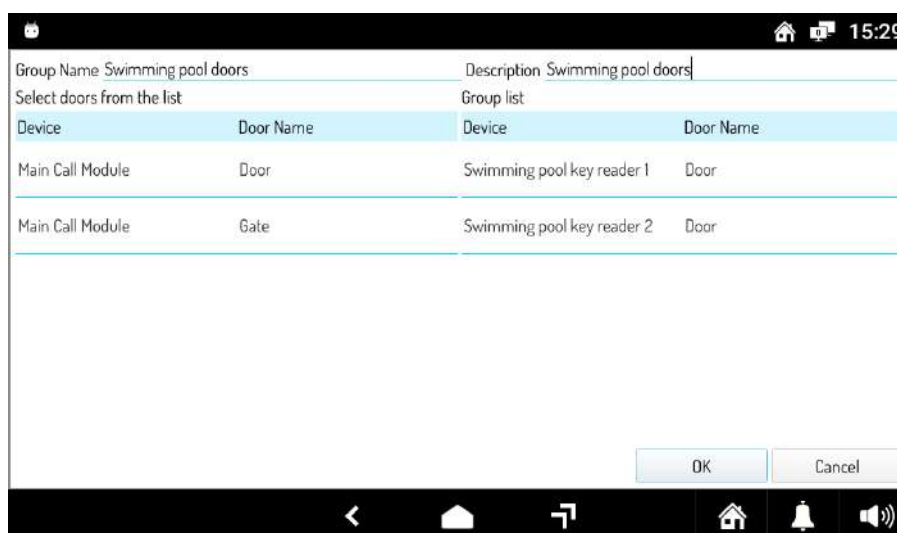 15:29
Group Name Swimming pool doors Description Swimming pool doors
Select doors from the list Group list
Device Door Name Device Door Name
Main Call Module Door Swimming pool key reader 1 Door
Main Call Module Gate Swimming pool key reader 2 Door
OK Cancel